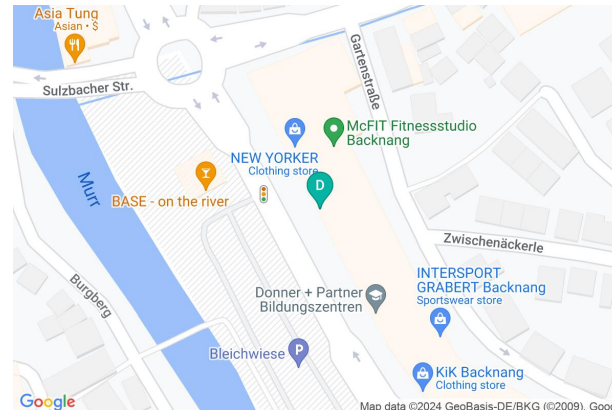 Asia Tung
Asian • $
Sulzbacher Str.
Gartenstraße
McFIT Fitnessstudio
Backnang
NEW YORKER
Clothing store
D
BASE - on the river
Murr
Zwischenäckerle
Burgberg
INTERSPORT
GRABERT Backnang
Sportswear store
Donner + Partner
Bildungszentren
Bleichwiese
P
KiK Backnang
Clothing store
Google
Map data ©2024 GeoBasis-DE/BKG (©2009), Goo